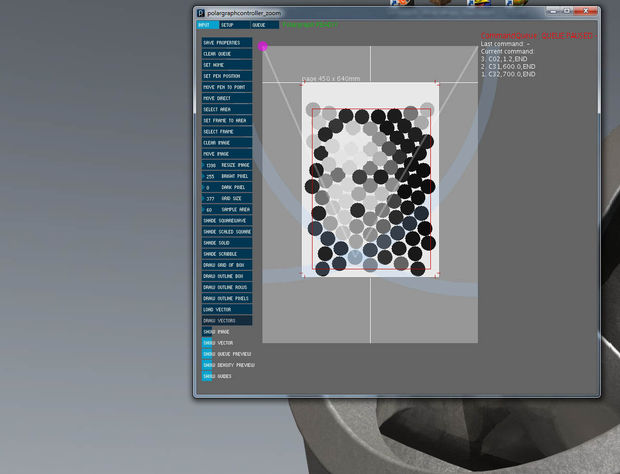 polargraphcontroller_zoom
INPUT SETUP QUEUE
CommandQueue: QUEUE PAUSED
Last command: -
Current command:
3. C02,1.2,END
2. C31,600.0,END
1. C32,700.0,END
page 450 x 640mm
SAVE PROPERTIES
CLEAR QUEUE
SET HOME
SET PEN POSITION
MOVE PEN TO POINT
MOVE DIRECT
SELECT AREA
SET FRAME TO AREA
SELECT FRAME
CLEAR IMAGE
MOVE IMAGE
RESIZE IMAGE
255 BRIGHT PIXEL
0 DARK PIXEL
377 GRID SIZE
60 SAMPLE AREA
SHADE SQUAREWAVE
SHADE SCALED SQUARE
SHADE SOLID
SHADE SCRIBBLE
DRAW GRID OF BOX
DRAW OUTLINE BOX
DRAW OUTLINE ROWS
DRAW OUTLINE PIXELS
LOAD VECTOR
DRAW VECTORS
SHOW IMAGE
SHOW VECTOR
SHOW QUEUE PREVIEW
SHOW DENSITY PREVIEW
SHOW GUIDES